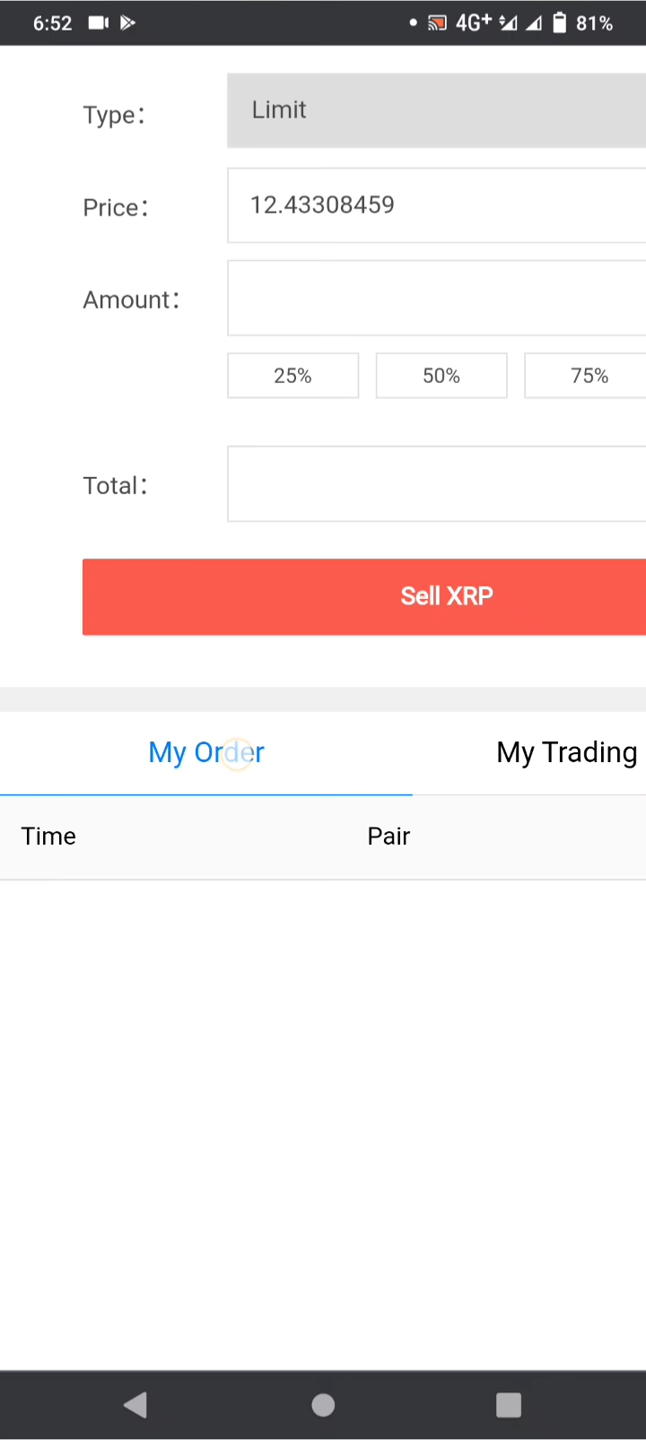 6:52 4G+ 81%
Type:
Limit
Price:
12.43308459
Amount:
25% 50% 75%
Total:
Sell XRP
My Order My Trading
Time Pair